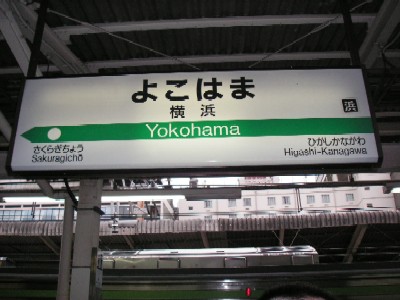 よこはま
横浜
浜
Yokohama
さくらぎちょう
Sakuragichō
ひがしかながわ
Higashi-Kanagawa